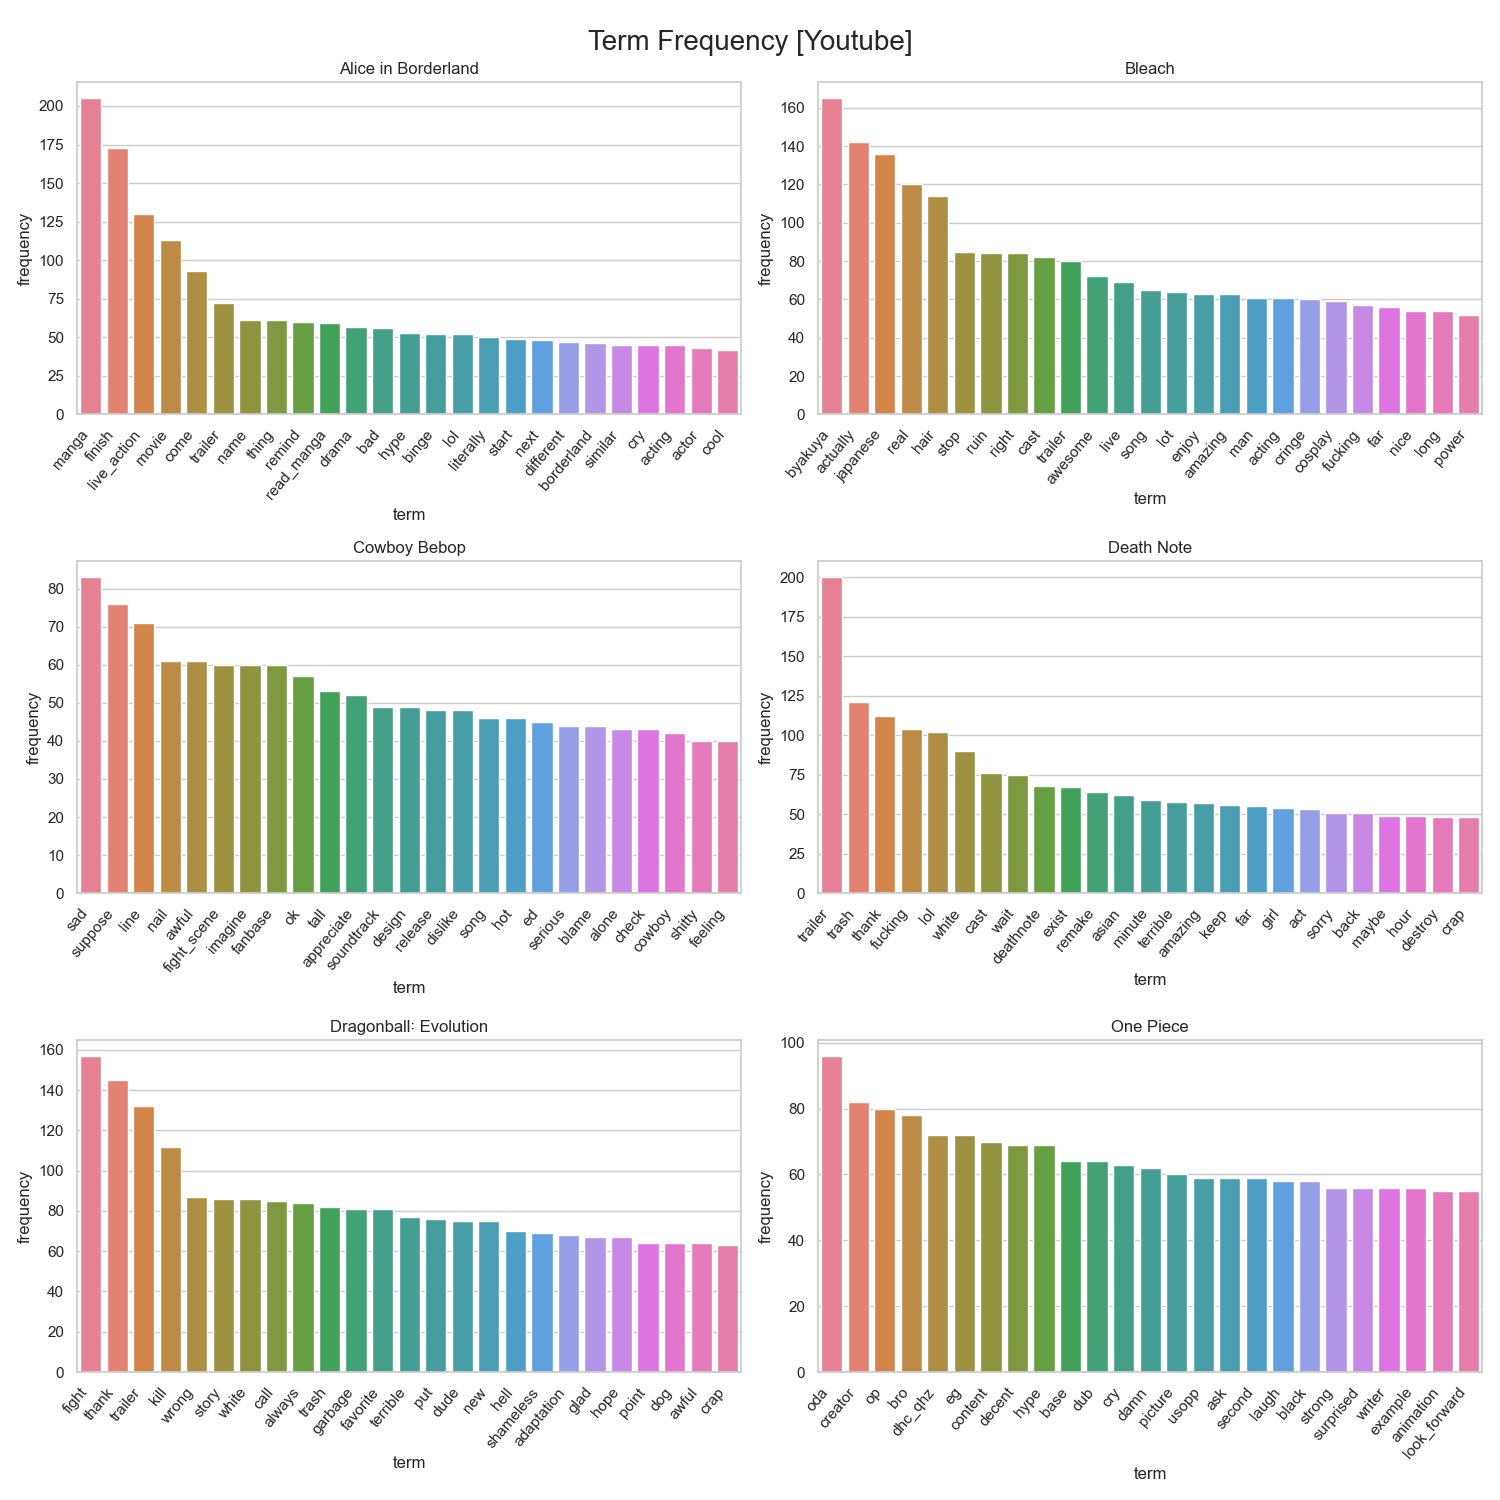 Term Frequency [Youtube]
Alice in Borderland
frequency
200
175
150
125
100
75
50
25
0
manga
finish
live_action
movie
come
trailer
name
thing
remind
read_manga
drama
bad
hype
binge
lol
literally
start
next
different
borderland
similar
cry
acting
actor
cool
term
Bleach
frequency
160
140
120
100
80
60
40
20
0
byakuya
actually
japanese
real
hair
stop
ruin
right
cast
trailer
awesome
live
song
lot
enjoy
amazing
man
acting
cringe
cosplay
fucking
far
nice
long
power
term
Cowboy Bebop
frequency
80
70
60
50
40
30
20
10
0
sad
suppose
line
nail
awful
fight_scene
imagine
fanbase
ok
tall
appreciate
soundtrack
design
release
dislike
song
hot
ed
serious
blame
alone
check
cowboy
shitty
feeling
term
Death Note
frequency
200
175
150
125
100
75
50
25
0
trailer
trash
thank
fucking
lol
white
cast
wait
deathnote
exist
remake
asian
minute
terrible
amazing
keep
far
girl
act
sorry
back
maybe
hour
destroy
crap
term
Dragonball: Evolution
frequency
160
140
120
100
80
60
40
20
0
fight
thank
trailer
kill
wrong
story
white
call
always
trash
garbage
favorite
terrible
put
dude
new
hell
shameless
adaptation
glad
hope
point
dog
awful
crap
term
One Piece
frequency
100
80
60
40
20
0
oda
creator
op
bro
dhc_qhz
eg
content
decent
hype
base
dub
cry
damn
picture
usopp
ask
second
laugh
black
strong
surprised
writer
example
animation
look_forward
term